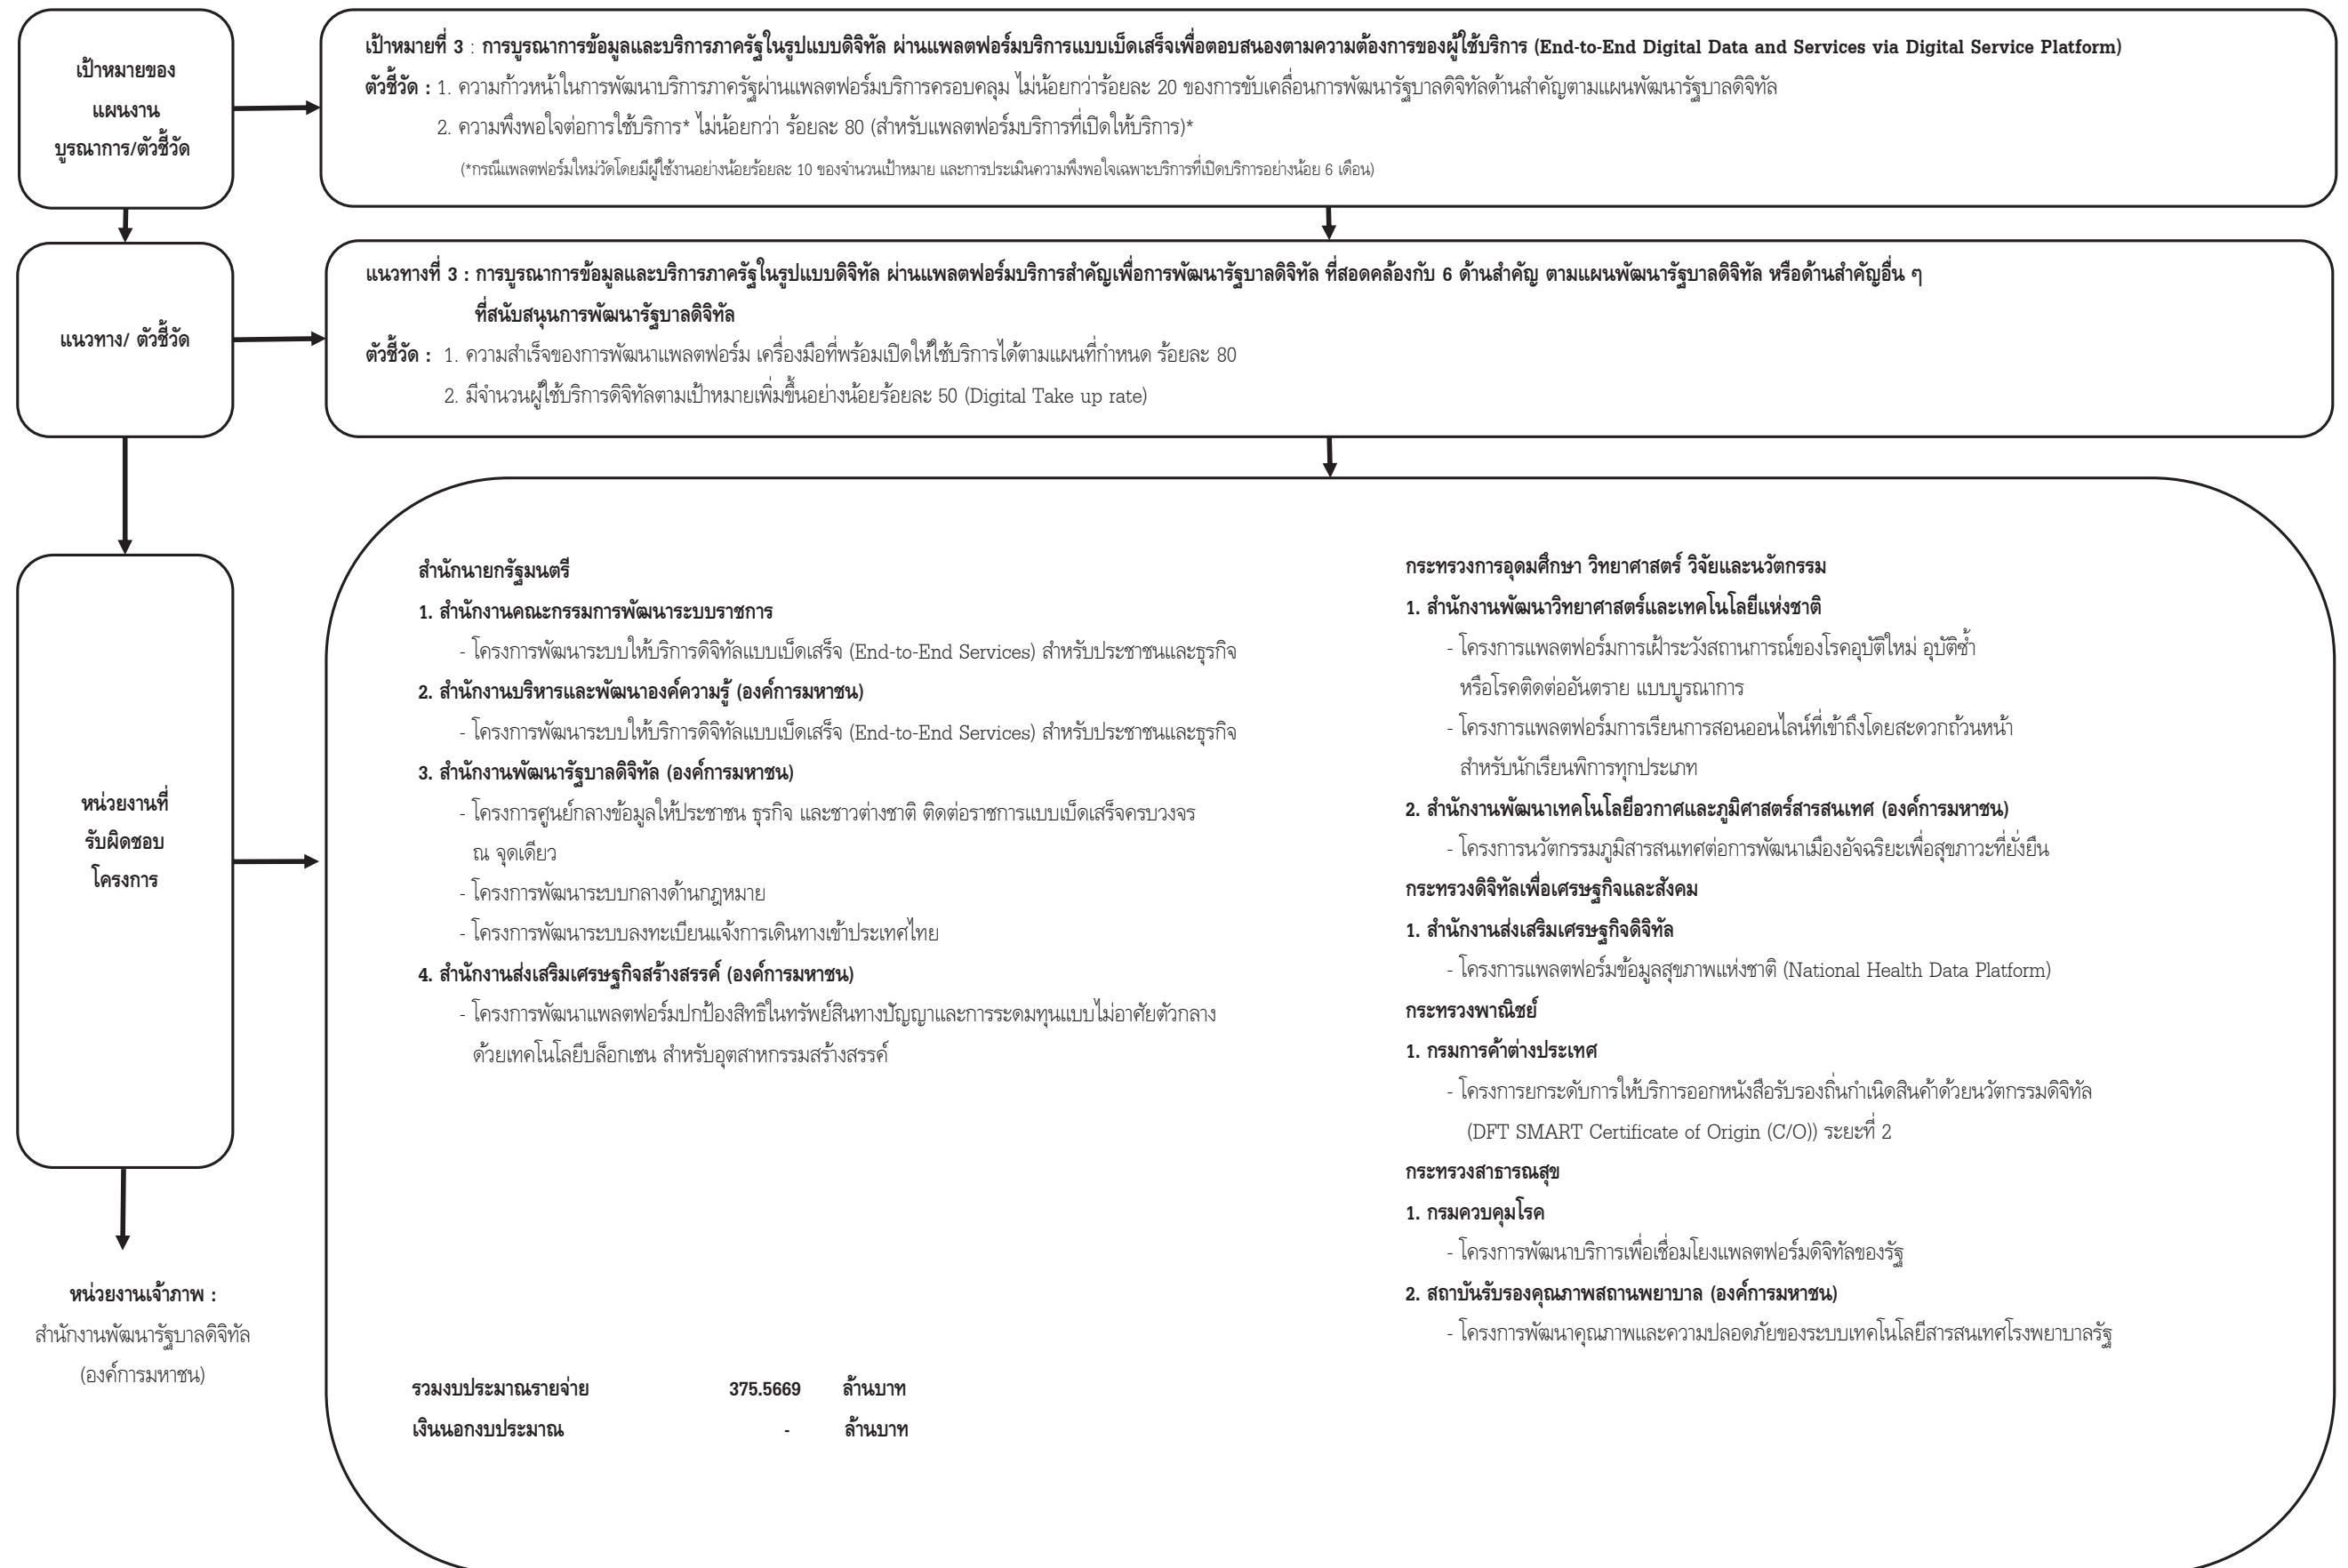 เป้าหมายของ
แผนงาน
บูรณาการ/ตัวชี้วัด
เป้าหมายที่ 3 : การบูรณาการข้อมูลและบริการภาครัฐในรูปแบบดิจิทัล ผ่านแพลตฟอร์มบริการแบบเบ็ดเสร็จเพื่อตอบสนองตามความต้องการของผู้ใช้บริการ (End-to-End Digital Data and Services via Digital Service Platform)
ตัวชี้วัด : 1. ความก้าวหน้าในการพัฒนาบริการภาครัฐผ่านแพลตฟอร์มบริการครอบคลุม ไม่น้อยกว่าร้อยละ 20 ของการขับเคลื่อนการพัฒนารัฐบาลดิจิทัลด้านสำคัญตามแผนพัฒนารัฐบาลดิจิทัล
2. ความพึงพอใจต่อการใช้บริการ* ไม่น้อยกว่า ร้อยละ 80 (สำหรับแพลตฟอร์มบริการที่เปิดให้บริการ)*
(*กรณีแพลตฟอร์มใหม่วัดโดยมีผู้ใช้งานอย่างน้อยร้อยละ 10 ของจำนวนเป้าหมาย และการประเมินความพึงพอใจเฉพาะบริการที่เปิดบริการอย่างน้อย 6 เดือน)
แนวทาง/ ตัวชี้วัด
แนวทางที่ 3 : การบูรณาการข้อมูลและบริการภาครัฐในรูปแบบดิจิทัล ผ่านแพลตฟอร์มบริการสำคัญเพื่อการพัฒนารัฐบาลดิจิทัล ที่สอดคล้องกับ 6 ด้านสำคัญ ตามแผนพัฒนารัฐบาลดิจิทัล หรือด้านสำคัญอื่น ๆ
ที่สนับสนุนการพัฒนารัฐบาลดิจิทัล
ตัวชี้วัด : 1. ความสำเร็จของการพัฒนาแพลตฟอร์ม เครื่องมือที่พร้อมเปิดให้ใช้บริการได้ตามแผนที่กำหนด ร้อยละ 80
2. มีจำนวนผู้ใช้บริการดิจิทัลตามเป้าหมายเพิ่มขึ้นอย่างน้อยร้อยละ 50 (Digital Take up rate)
หน่วยงานที่
รับผิดชอบ
โครงการ
หน่วยงานเจ้าภาพ :
สำนักงานพัฒนารัฐบาลดิจิทัล
(องค์การมหาชน)
สำนักนายกรัฐมนตรี
1. สำนักงานคณะกรรมการพัฒนาระบบราชการ
- โครงการพัฒนาระบบให้บริการดิจิทัลแบบเบ็ดเสร็จ (End-to-End Services) สำหรับประชาชนและธุรกิจ
2. สำนักงานบริหารและพัฒนาองค์ความรู้ (องค์การมหาชน)
- โครงการพัฒนาระบบให้บริการดิจิทัลแบบเบ็ดเสร็จ (End-to-End Services) สำหรับประชาชนและธุรกิจ
3. สำนักงานพัฒนารัฐบาลดิจิทัล (องค์การมหาชน)
- โครงการศูนย์กลางข้อมูลให้ประชาชน ธุรกิจ และชาวต่างชาติ ติดต่อราชการแบบเบ็ดเสร็จครบวงจร
ณ จุดเดียว
- โครงการพัฒนาระบบกลางด้านกฎหมาย
- โครงการพัฒนาระบบลงทะเบียนแจ้งการเดินทางเข้าประเทศไทย
4. สำนักงานส่งเสริมเศรษฐกิจสร้างสรรค์ (องค์การมหาชน)
- โครงการพัฒนาแพลตฟอร์มปกป้องสิทธิในทรัพย์สินทางปัญญาและการระดมทุนแบบไม่อาศัยตัวกลาง
ด้วยเทคโนโลยีบล็อกเชน สำหรับอุตสาหกรรมสร้างสรรค์
รวมงบประมาณรายจ่าย 375.5669 ล้านบาท
เงินนอกงบประมาณ - ล้านบาท
กระทรวงการอุดมศึกษา วิทยาศาสตร์ วิจัยและนวัตกรรม
1. สำนักงานพัฒนาวิทยาศาสตร์และเทคโนโลยีแห่งชาติ
- โครงการแพลตฟอร์มการเฝ้าระวังสถานการณ์ของโรคอุบัติใหม่ อุบัติซ้ำ
หรือโรคติดต่ออันตราย แบบบูรณาการ
- โครงการแพลตฟอร์มการเรียนการสอนออนไลน์ที่เข้าถึงโดยสะดวกถ้วนหน้า
สำหรับนักเรียนพิการทุกประเภท
2. สำนักงานพัฒนาเทคโนโลยีอวกาศและภูมิศาสตร์สารสนเทศ (องค์การมหาชน)
- โครงการนวัตกรรมภูมิสารสนเทศต่อการพัฒนาเมืองอัจฉริยะเพื่อสุขภาวะที่ยั่งยืน
กระทรวงดิจิทัลเพื่อเศรษฐกิจและสังคม
1. สำนักงานส่งเสริมเศรษฐกิจดิจิทัล
- โครงการแพลตฟอร์มข้อมูลสุขภาพแห่งชาติ (National Health Data Platform)
กระทรวงพาณิชย์
1. กรมการค้าต่างประเทศ
- โครงการยกระดับการให้บริการออกหนังสือรับรองถิ่นกำเนิดสินค้าด้วยนวัตกรรมดิจิทัล
(DFT SMART Certificate of Origin (C/O)) ระยะที่ 2
กระทรวงสาธารณสุข
1. กรมควบคุมโรค
- โครงการพัฒนาบริการเพื่อเชื่อมโยงแพลตฟอร์มดิจิทัลของรัฐ
2. สถาบันรับรองคุณภาพสถานพยาบาล (องค์การมหาชน)
- โครงการพัฒนาคุณภาพและความปลอดภัยของระบบเทคโนโลยีสารสนเทศโรงพยาบาลรัฐ